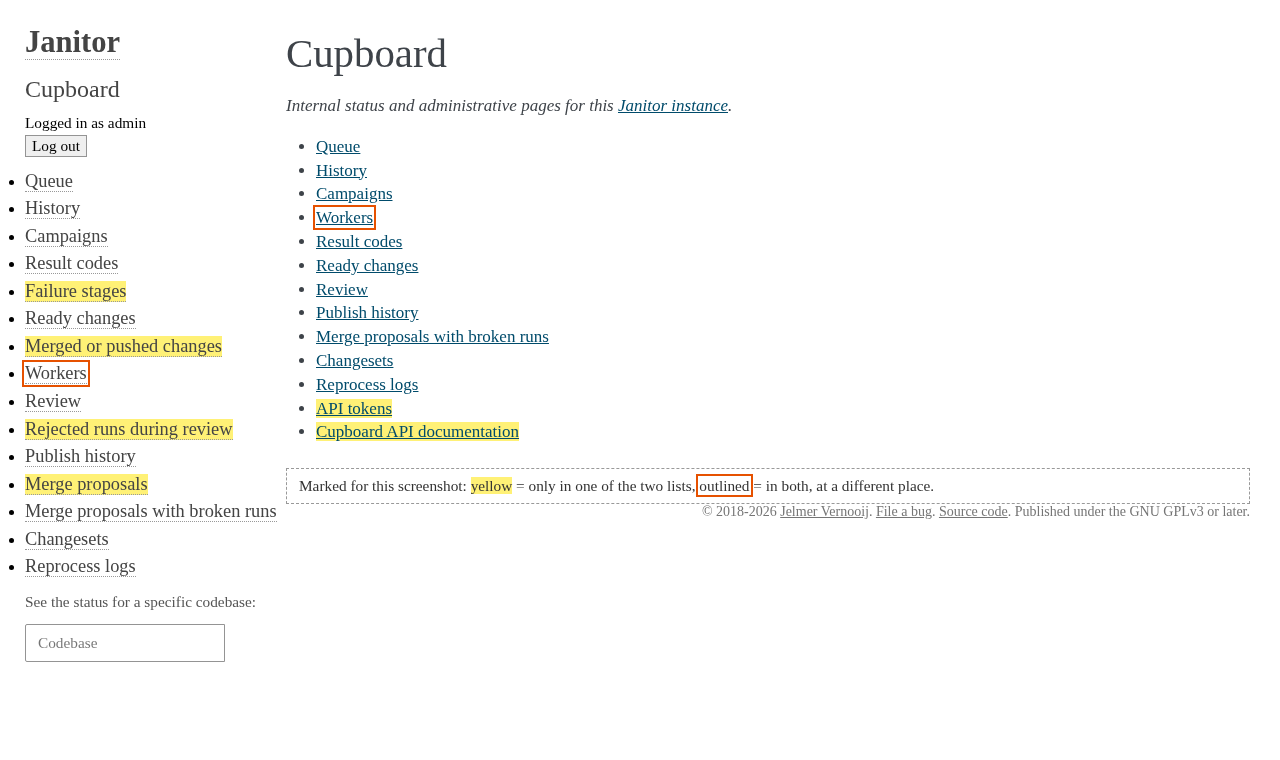 Janitor
Cupboard
Logged in as admin
Log out
Queue
History
Campaigns
Result codes
Failure stages
Ready changes
Merged or pushed changes
Workers
Review
Rejected runs during review
Publish history
Merge proposals
Merge proposals with broken runs
Changesets
Reprocess logs
See the status for a specific codebase:
Codebase
Cupboard
Internal status and administrative pages for this Janitor instance.
Queue
History
Campaigns
Workers
Result codes
Ready changes
Review
Publish history
Merge proposals with broken runs
Changesets
Reprocess logs
API tokens
Cupboard API documentation
Marked for this screenshot: yellow = only in one of the two lists, outlined = in both, at a different place.
© 2018-2026 Jelmer Vernooij. File a bug. Source code. Published under the GNU GPLv3 or later.